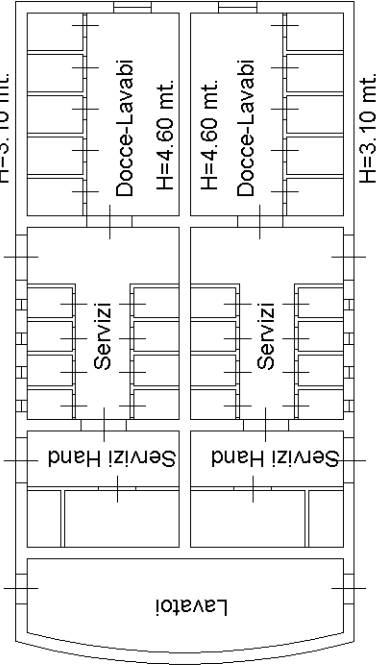 H=3.10 mt.
Docce-Lavabi
H=4.60 mt.
H=4.60 mt.
Docce-Lavabi
H=3.10 mt.
Servizi
Servizi
Servizi Hand
Servizi Hand
Lavatoi